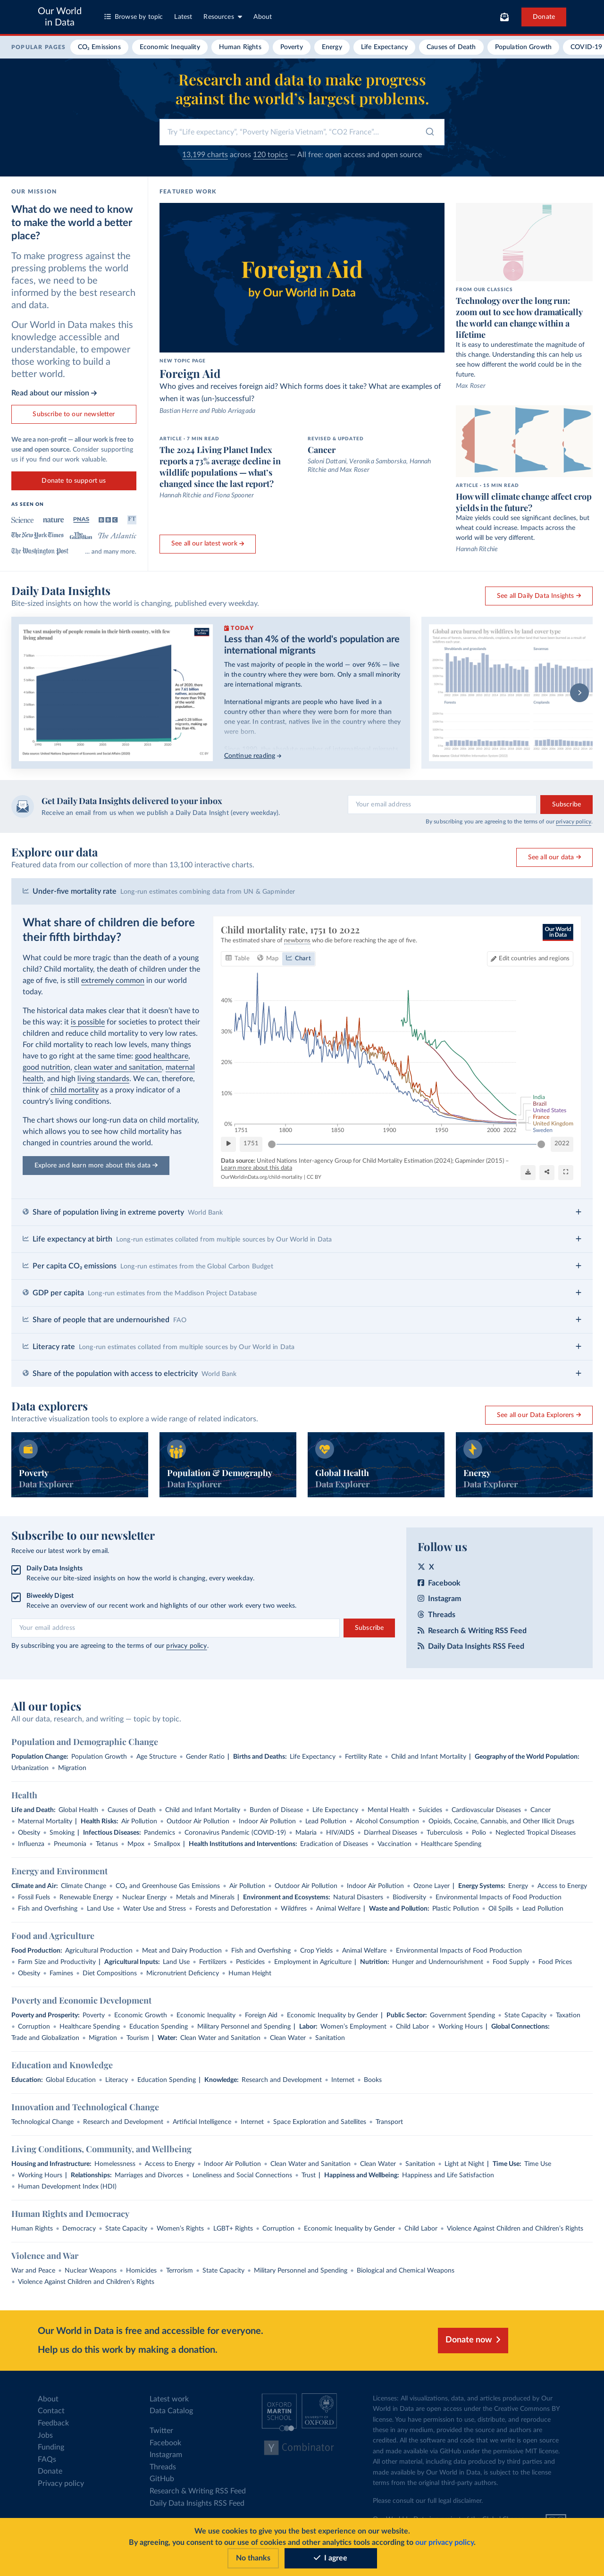 Our World
in Data
Browse by topic
Latest
Resources
About
Donate
POPULAR PAGES
CO₂ Emissions
Economic Inequality
Human Rights
Poverty
Energy
Life Expectancy
Causes of Death
Population Growth
COVID-19
Research and data to make progress
against the world's largest problems.
Try "Life expectancy", "Poverty Nigeria Vietnam", "CO2 France"...
13,199 charts across 120 topics — All free: open access and open source
OUR MISSION
What do we need to know
to make the world a better
place?
To make progress against the
pressing problems the world
faces, we need to be
informed by the best research
and data.
Our World in Data makes this
knowledge accessible and
understandable, to empower
those working to build a
better world.
Read about our mission →
Subscribe to our newsletter
We are a non-profit — all our work is free to
use and open source. Consider supporting
us if you find our work valuable.
Donate to support us
AS SEEN ON
Science
nature
PNAS
BBC
FT
The New York Times
The Guardian
The Atlantic
The Washington Post
... and many more.
FEATURED WORK
Foreign Aid
by Our World in Data
NEW TOPIC PAGE
Foreign Aid
Who gives and receives foreign aid? Which forms does it take? What are examples of
when it was (un-)successful?
Bastian Herre and Pablo Arriagada
ARTICLE · 7 MIN READ
The 2024 Living Planet Index
reports a 73% average decline in
wildlife populations — what's
changed since the last report?
Hannah Ritchie and Fiona Spooner
REVISED & UPDATED
Cancer
Saloni Dattani, Veronika Samborska, Hannah
Ritchie and Max Roser
See all our latest work →
FROM OUR CLASSICS
Technology over the long run:
zoom out to see how dramatically
the world can change within a
lifetime
It is easy to underestimate the magnitude of
this change. Understanding this can help us
see how different the world could be in the
future.
Max Roser
ARTICLE · 15 MIN READ
How will climate change affect crop
yields in the future?
Maize yields could see significant declines, but
wheat could increase. Impacts across the
world will be very different.
Hannah Ritchie
Daily Data Insights
Bite-sized insights on how the world is changing, published every weekday.
See all Daily Data Insights →
The vast majority of people remain in their birth country, with few
living abroad
TODAY
Less than 4% of the world's population are
international migrants
The vast majority of people in the world — over 96% — live
in the country where they were born. Only a small minority
are international migrants.
International migrants are people who have lived in a
country other than where they were born for more than
one year. In contrast, natives live in the country where they
were born.
Continue reading →
Global area burned by wildfires by land cover type
Get Daily Data Insights delivered to your inbox
Receive an email from us when we publish a Daily Data Insight (every weekday).
Your email address
Subscribe
By subscribing you are agreeing to the terms of our privacy policy.
Explore our data
Featured data from our collection of more than 13,100 interactive charts.
See all our data →
Under-five mortality rate Long-run estimates combining data from UN & Gapminder
What share of children die before
their fifth birthday?
What could be more tragic than the death of a young
child? Child mortality, the death of children under the
age of five, is still extremely common in our world
today.
The historical data makes clear that it doesn't have to
be this way: it is possible for societies to protect their
children and reduce child mortality to very low rates.
For child mortality to reach low levels, many things
have to go right at the same time: good healthcare,
good nutrition, clean water and sanitation, maternal
health, and high living standards. We can, therefore,
think of child mortality as a proxy indicator of a
country's living conditions.
The chart shows our long-run data on child mortality,
which allows you to see how child mortality has
changed in countries around the world.
Explore and learn more about this data →
Child mortality rate, 1751 to 2022
The estimated share of newborns who die before reaching the age of five.
Our World
in Data
Table
Map
Chart
Edit countries and regions
40%
30%
20%
10%
0%
1751
1800
1850
1900
1950
2000
2022
India
Brazil
United States
France
United Kingdom
Sweden
1751
2022
Data source: United Nations Inter-agency Group for Child Mortality Estimation (2024); Gapminder (2015) –
Learn more about this data
OurWorldinData.org/child-mortality | CC BY
Share of population living in extreme poverty World Bank
Life expectancy at birth Long-run estimates collated from multiple sources by Our World in Data
Per capita CO₂ emissions Long-run estimates from the Global Carbon Budget
GDP per capita Long-run estimates from the Maddison Project Database
Share of people that are undernourished FAO
Literacy rate Long-run estimates collated from multiple sources by Our World in Data
Share of the population with access to electricity World Bank
Data explorers
Interactive visualization tools to explore a wide range of related indicators.
See all our Data Explorers →
Poverty
Data Explorer
Population & Demography
Data Explorer
Global Health
Data Explorer
Energy
Data Explorer
Subscribe to our newsletter
Receive our latest work by email.
Daily Data Insights
Receive our bite-sized insights on how the world is changing, every weekday.
Biweekly Digest
Receive an overview of our recent work and highlights of our other work every two weeks.
Your email address
Subscribe
By subscribing you are agreeing to the terms of our privacy policy.
Follow us
X
Facebook
Instagram
Threads
Research & Writing RSS Feed
Daily Data Insights RSS Feed
All our topics
All our data, research, and writing — topic by topic.
Population and Demographic Change
Population Change: Population Growth • Age Structure • Gender Ratio | Births and Deaths: Life Expectancy • Fertility Rate • Child and Infant Mortality | Geography of the World Population:
Urbanization • Migration
Health
Life and Death: Global Health • Causes of Death • Child and Infant Mortality • Burden of Disease • Life Expectancy • Mental Health • Suicides • Cardiovascular Diseases • Cancer
• Maternal Mortality | Health Risks: Air Pollution • Outdoor Air Pollution • Indoor Air Pollution • Lead Pollution • Alcohol Consumption • Opioids, Cocaine, Cannabis, and Other Illicit Drugs
• Obesity • Smoking | Infectious Diseases: Pandemics • Coronavirus Pandemic (COVID-19) • Malaria • HIV/AIDS • Diarrheal Diseases • Tuberculosis • Polio • Neglected Tropical Diseases
• Influenza • Pneumonia • Tetanus • Mpox • Smallpox | Health Institutions and Interventions: Eradication of Diseases • Vaccination • Healthcare Spending
Energy and Environment
Climate and Air: Climate Change • CO₂ and Greenhouse Gas Emissions • Air Pollution • Outdoor Air Pollution • Indoor Air Pollution • Ozone Layer | Energy Systems: Energy • Access to Energy
• Fossil Fuels • Renewable Energy • Nuclear Energy • Metals and Minerals | Environment and Ecosystems: Natural Disasters • Biodiversity • Environmental Impacts of Food Production
• Fish and Overfishing • Land Use • Water Use and Stress • Forests and Deforestation • Wildfires • Animal Welfare | Waste and Pollution: Plastic Pollution • Oil Spills • Lead Pollution
Food and Agriculture
Food Production: Agricultural Production • Meat and Dairy Production • Fish and Overfishing • Crop Yields • Animal Welfare • Environmental Impacts of Food Production
• Farm Size and Productivity | Agricultural Inputs: Land Use • Fertilizers • Pesticides • Employment in Agriculture | Nutrition: Hunger and Undernourishment • Food Supply • Food Prices
• Obesity • Famines • Diet Compositions • Micronutrient Deficiency • Human Height
Poverty and Economic Development
Poverty and Prosperity: Poverty • Economic Growth • Economic Inequality • Foreign Aid • Economic Inequality by Gender | Public Sector: Government Spending • State Capacity • Taxation
• Corruption • Healthcare Spending • Education Spending • Military Personnel and Spending | Labor: Women's Employment • Child Labor • Working Hours | Global Connections:
Trade and Globalization • Migration • Tourism | Water: Clean Water and Sanitation • Clean Water • Sanitation
Education and Knowledge
Education: Global Education • Literacy • Education Spending | Knowledge: Research and Development • Internet • Books
Innovation and Technological Change
Technological Change • Research and Development • Artificial Intelligence • Internet • Space Exploration and Satellites • Transport
Living Conditions, Community, and Wellbeing
Housing and Infrastructure: Homelessness • Access to Energy • Indoor Air Pollution • Clean Water and Sanitation • Clean Water • Sanitation • Light at Night | Time Use: Time Use
• Working Hours | Relationships: Marriages and Divorces • Loneliness and Social Connections • Trust | Happiness and Wellbeing: Happiness and Life Satisfaction
• Human Development Index (HDI)
Human Rights and Democracy
Human Rights • Democracy • State Capacity • Women's Rights • LGBT+ Rights • Corruption • Economic Inequality by Gender • Child Labor • Violence Against Children and Children's Rights
Violence and War
War and Peace • Nuclear Weapons • Homicides • Terrorism • State Capacity • Military Personnel and Spending • Biological and Chemical Weapons
• Violence Against Children and Children's Rights
Our World in Data is free and accessible for everyone.
Help us do this work by making a donation.
Donate now
About
Contact
Feedback
Jobs
Funding
FAQs
Donate
Privacy policy
Latest work
Data Catalog
Twitter
Facebook
Instagram
Threads
GitHub
Research & Writing RSS Feed
Daily Data Insights RSS Feed
OXFORD
MARTIN
SCHOOL
UNIVERSITY OF
OXFORD
Y Combinator
Licenses: All visualizations, data, and articles produced by Our
World in Data are open access under the Creative Commons BY
license. You have permission to use, distribute, and reproduce
these in any medium, provided the source and authors are
credited. All the software and code that we write is open source
and made available via GitHub under the permissive MIT license.
All other material, including data produced by third parties and
made available by Our World in Data, is subject to the license
terms from the original third-party authors.
Please consult our full legal disclaimer.
We use cookies to give you the best experience on our website.
By agreeing, you consent to our use of cookies and other analytics tools according to our privacy policy.
No thanks
I agree